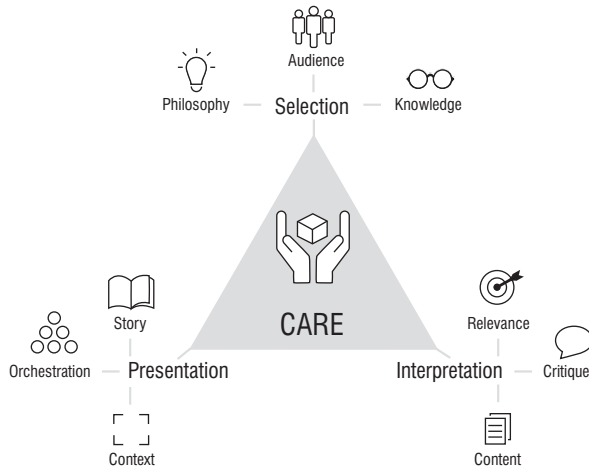 Audience
Philosophy
Selection
Knowledge
CARE
Story
Relevance
Orchestration
Presentation
Interpretation
Critique
Context
Content